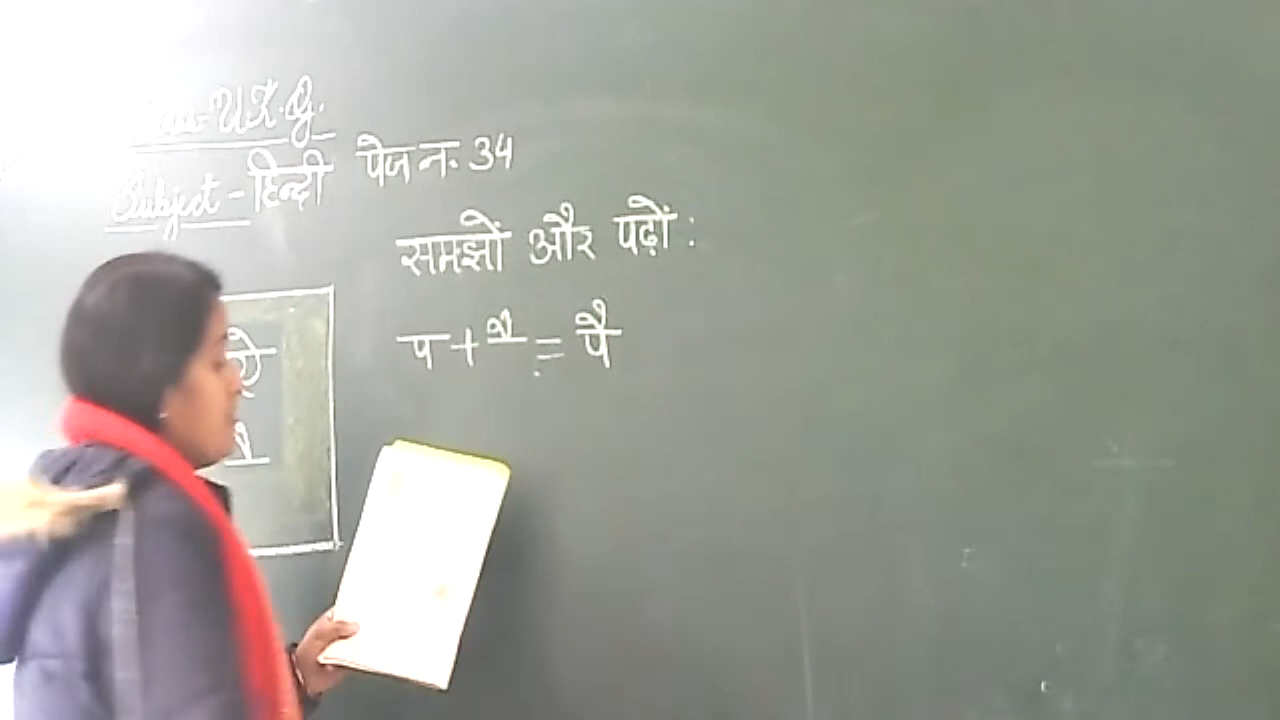 U.K.G.
Subject - हिन्दी पेज न. 34
समझों और पढ़ों :
ऐ
प + ै = पै
ै